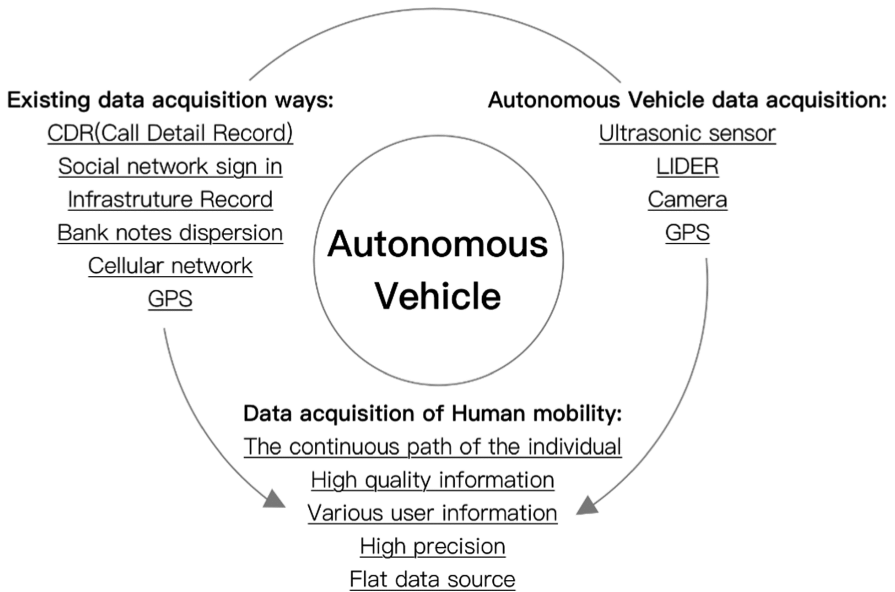 Existing data acquisition ways:
CDR(Call Detail Record)
Social network sign in
Infrastruture Record
Bank notes dispersion
Cellular network
GPS
Autonomous Vehicle data acquisition:
Ultrasonic sensor
LIDER
Camera
GPS
Autonomous
Vehicle
Data acquisition of Human mobility:
The continuous path of the individual
High quality information
Various user information
High precision
Flat data source